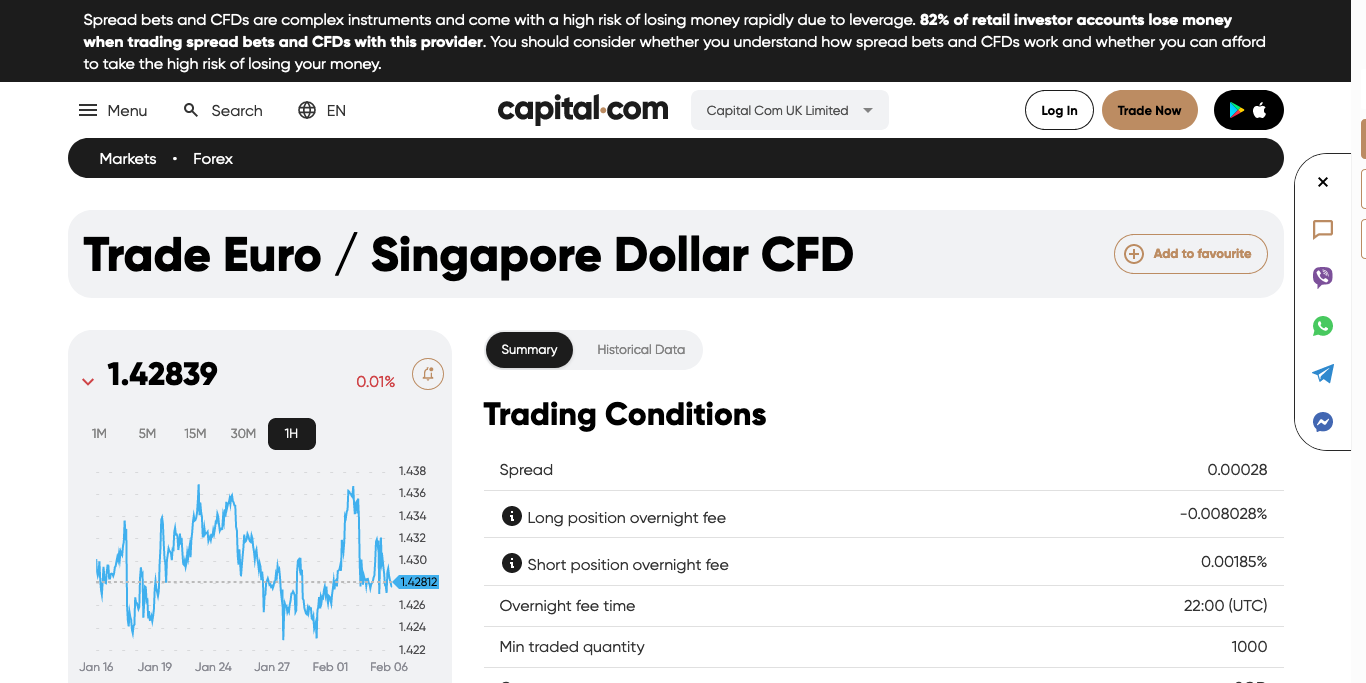 Spread bets and CFDs are complex instruments and come with a high risk of losing money rapidly due to leverage. 82% of retail investor accounts lose money
when trading spread bets and CFDs with this provider. You should consider whether you understand how spread bets and CFDs work and whether you can afford
to take the high risk of losing your money.
Menu
Search
EN
capital.com
Capital Com UK Limited
Log In
Trade Now
Markets • Forex
Trade Euro / Singapore Dollar CFD
Add to favourite
1.42839
0.01%
1M 5M 15M 30M 1H
1.438
1.436
1.434
1.432
1.430
1.42812
1.426
1.424
1.422
Jan 16 Jan 19 Jan 24 Jan 27 Feb 01 Feb 06
Summary
Historical Data
Trading Conditions
Spread 0.00028
Long position overnight fee -0.008028%
Short position overnight fee 0.00185%
Overnight fee time 22:00 (UTC)
Min traded quantity 1000